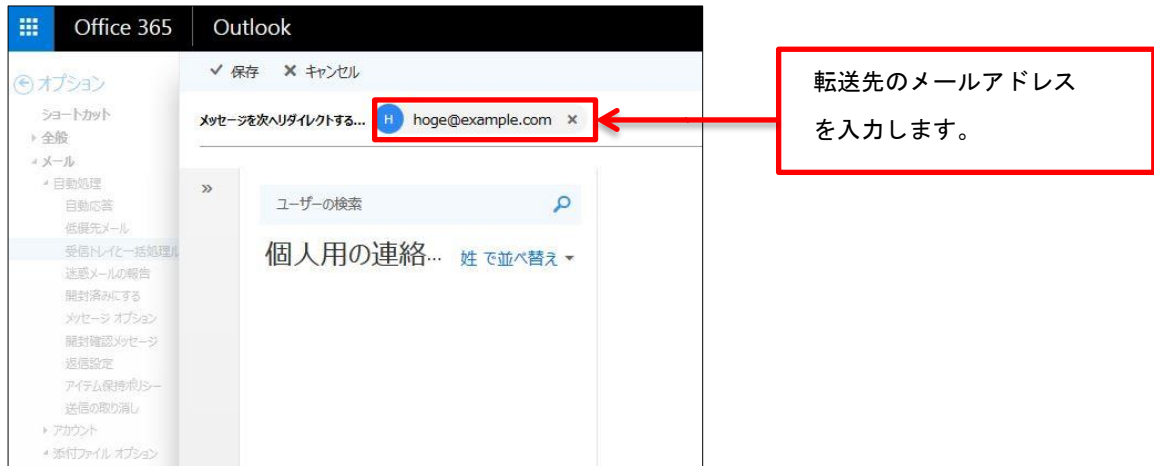 Office 365 Outlook
オプション
ショートカット
全般
メール
自動処理
自動応答
低優先メール
受信トレイと一括処理ル
迷惑メールの報告
開封済みにする
メッセージ オプション
開封確認メッセージ
返信設定
アイテム保持ポリシー
送信の取り消し
アカウント
添付ファイル オプション
保存 キャンセル
メッセージを次へリダイレクトする... H hoge@example.com ×
»
ユーザーの検索
個人用の連絡... 姓 で並べ替え
転送先のメールアドレス
を入力します。